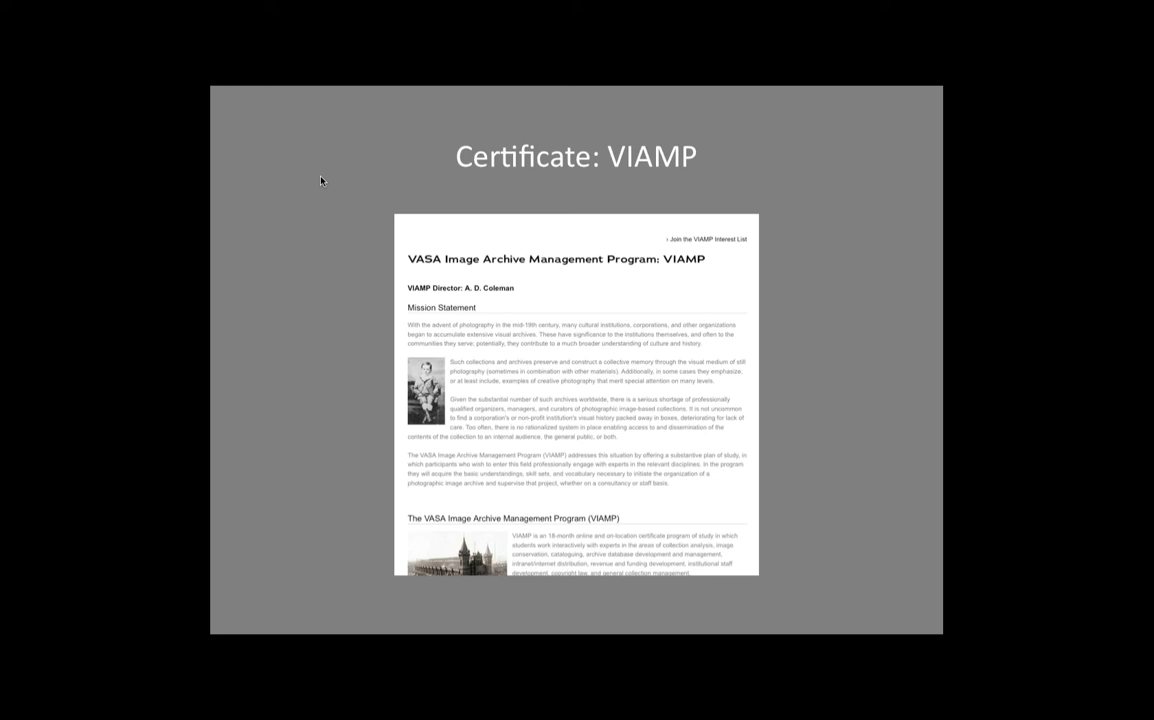 Certificate: VIAMP
› Join the VIAMP Interest List
VASA Image Archive Management Program: VIAMP
VIAMP Director: A. D. Coleman
Mission Statement
With the advent of photography in the mid-19th century, many cultural institutions, corporations, and other organizations
began to accumulate extensive visual archives. These have significance to the institutions themselves, and often to the
communities they serve; potentially, they contribute to a much broader understanding of culture and history.
Such collections and archives preserve and construct a collective memory through the visual medium of still
photography (sometimes in combination with other materials). Additionally, in some cases they emphasize,
or at least include, examples of creative photography that merit special attention on many levels.
Given the substantial number of such archives worldwide, there is a serious shortage of professionally
qualified organizers, managers, and curators of photographic image-based collections. It is not uncommon
to find a corporation's or non-profit institution's visual history packed away in boxes, deteriorating for lack of
care. Too often, there is no rationalized system in place enabling access to and dissemination of the
contents of the collection to an internal audience, the general public, or both.
The VASA Image Archive Management Program (VIAMP) addresses this situation by offering a substantive plan of study, in
which participants who wish to enter this field professionally engage with experts in the relevant disciplines. In the program
they will acquire the basic understandings, skill sets, and vocabulary necessary to initiate the organization of a
photographic image archive and supervise that project, whether on a consultancy or staff basis.
The VASA Image Archive Management Program (VIAMP)
VIAMP is an 18-month online and on-location certificate program of study in which
students work interactively with experts in the areas of collection analysis, image
conservation, cataloguing, archive database development and management,
intranet/internet distribution, revenue and funding development, institutional staff
development, copyright law, and general collection management.